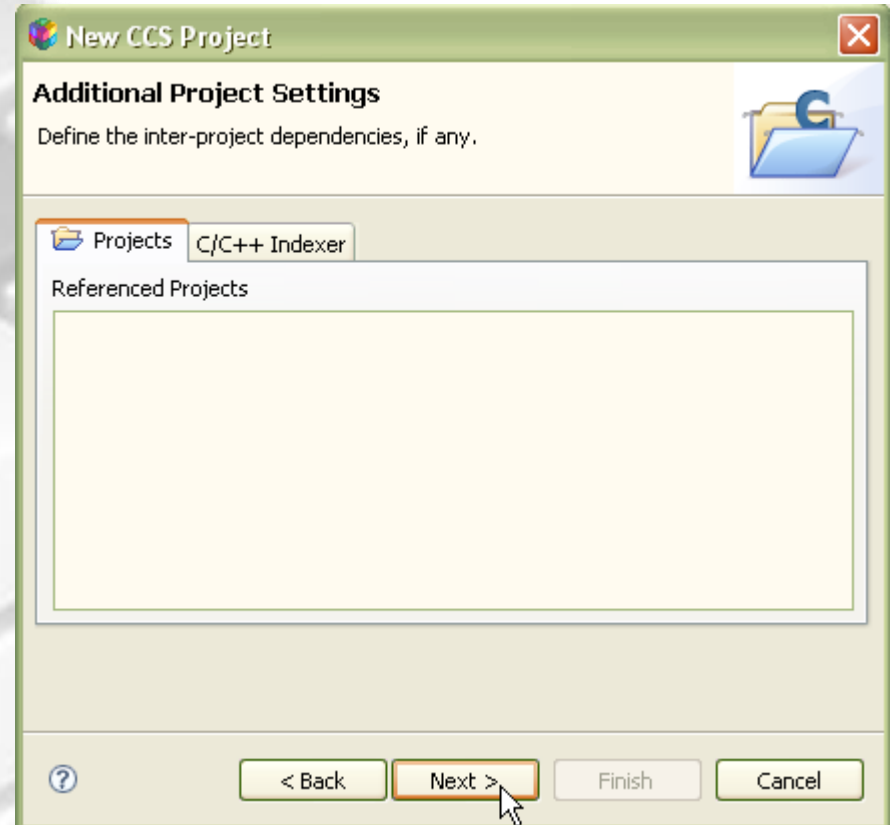 New CCS Project
Additional Project Settings
Define the inter-project dependencies, if any.
Projects C/C++ Indexer
Referenced Projects
? < Back Next > Finish Cancel